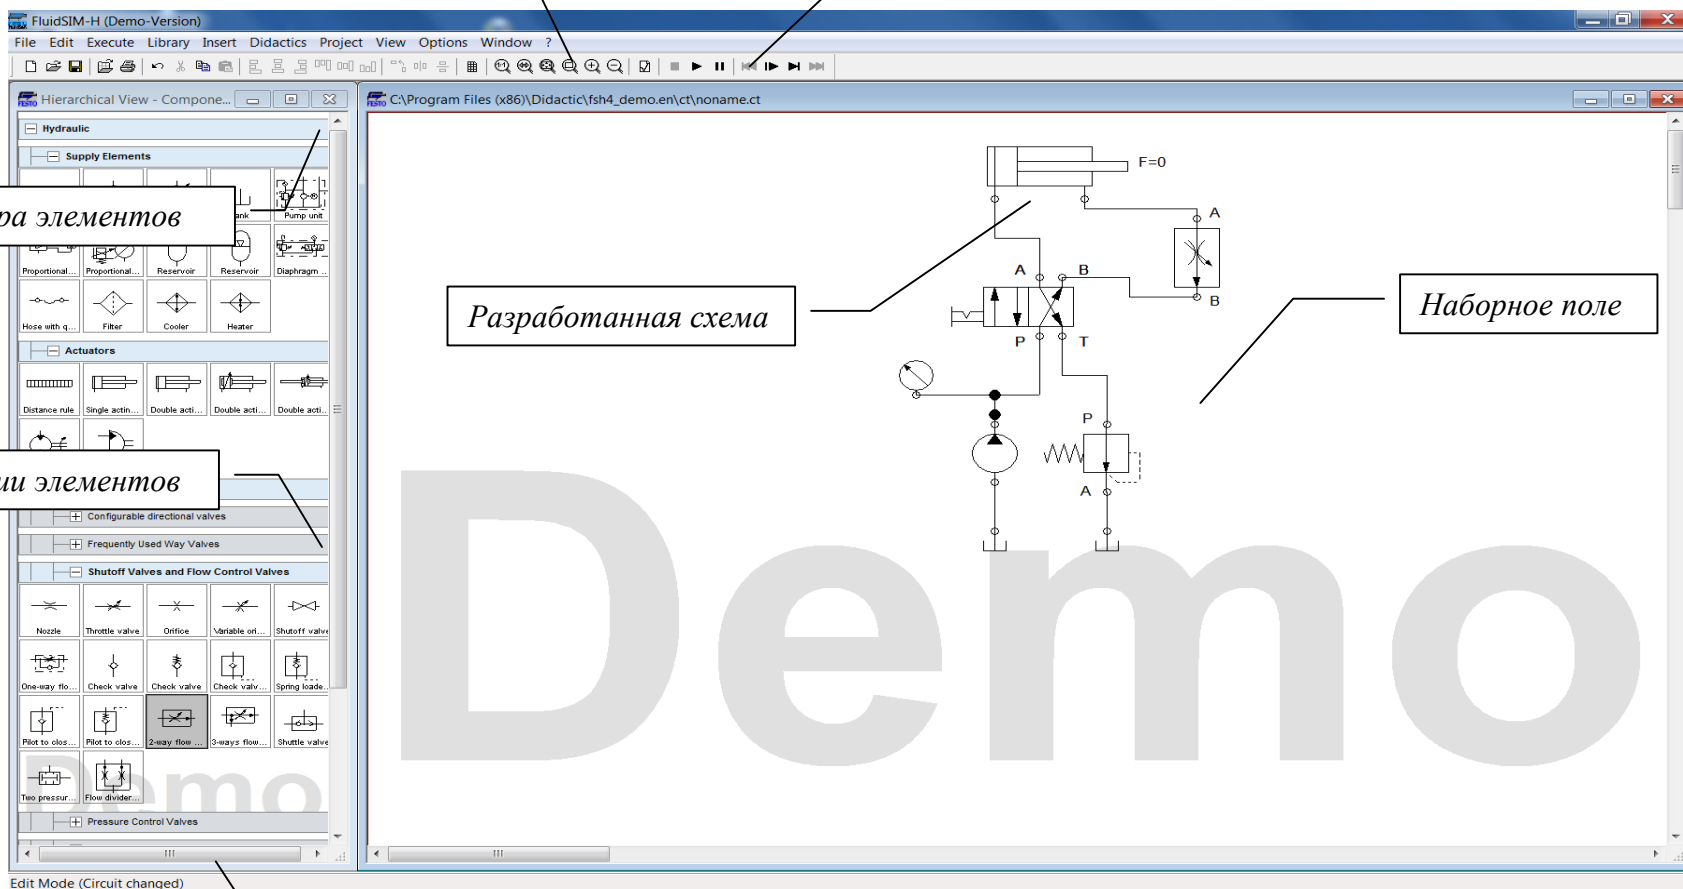 FluidSIM-H (Demo-Version)
File Edit Execute Library Insert Didactics Project View Options Window ?
Hierarchical View - Compone...
C:\Program Files (x86)\Didactic\fsh4_demo.en\ct\noname.ct
Hydraulic
Supply Elements
Pump unit
ра элементов
Proportional... Proportional... Reservoir Reservoir Diaphragm ...
Hose with q... Filter Cooler Heater
Actuators
Distance rule Single actin... Double acti... Double acti... Double acti...
ии элементов
Configurable directional valves
Frequently Used Way Valves
Shutoff Valves and Flow Control Valves
Nozzle Throttle valve Orifice Variable ori... Shutoff valve
One-way flo... Check valve Check valve Check valv... Spring loade...
Pilot to clos... Pilot to clos... 2-way flow ... 3-ways flow... Shuttle valve
Two pressur... Flow divider...
Demo
Pressure Control Valves
F=0
A
A B
B
Разработанная схема
Наборное поле
P T
P
A
Demo
Edit Mode (Circuit changed)